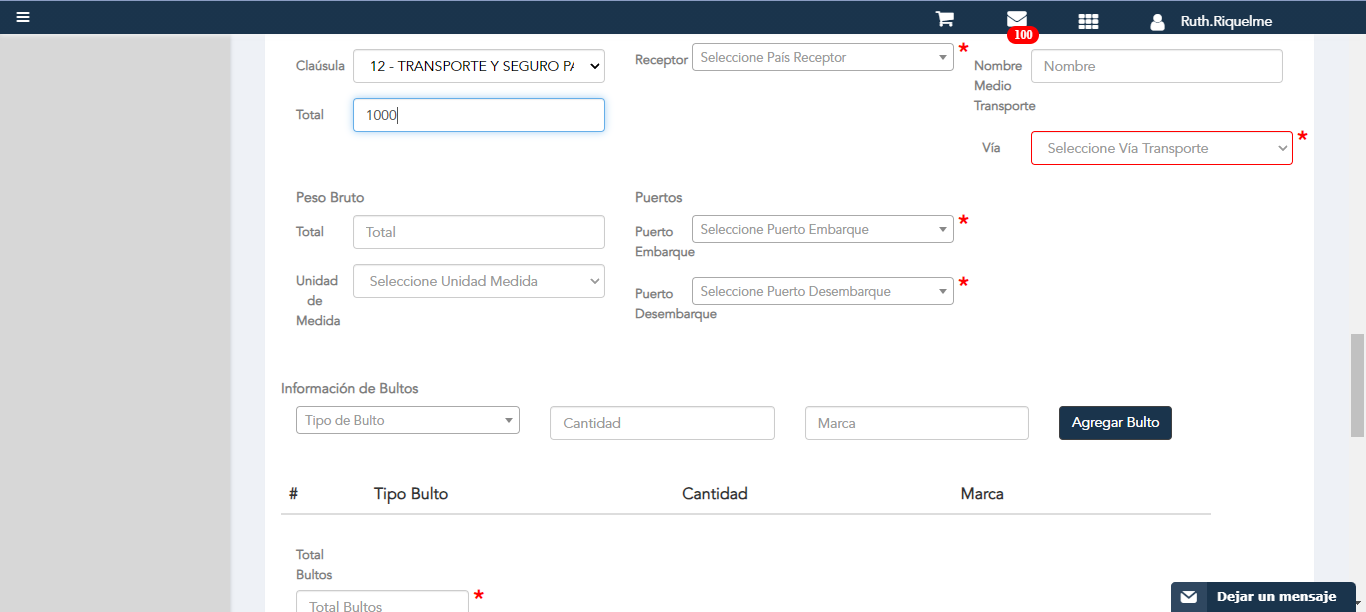 Ruth.Riquelme
100
Claúsula
12 - TRANSPORTE Y SEGURO PA
Receptor
Seleccione País Receptor
*
Nombre
Medio
Transporte
Nombre
Total
1000
Vía
Seleccione Vía Transporte
*
Peso Bruto
Puertos
Total
Total
Puerto
Embarque
Seleccione Puerto Embarque
*
Unidad
de
Medida
Seleccione Unidad Medida
Puerto
Desembarque
Seleccione Puerto Desembarque
*
Información de Bultos
Tipo de Bulto
Cantidad
Marca
Agregar Bulto
# Tipo Bulto Cantidad Marca
Total
Bultos
Total Bultos
*
Dejar un mensaje